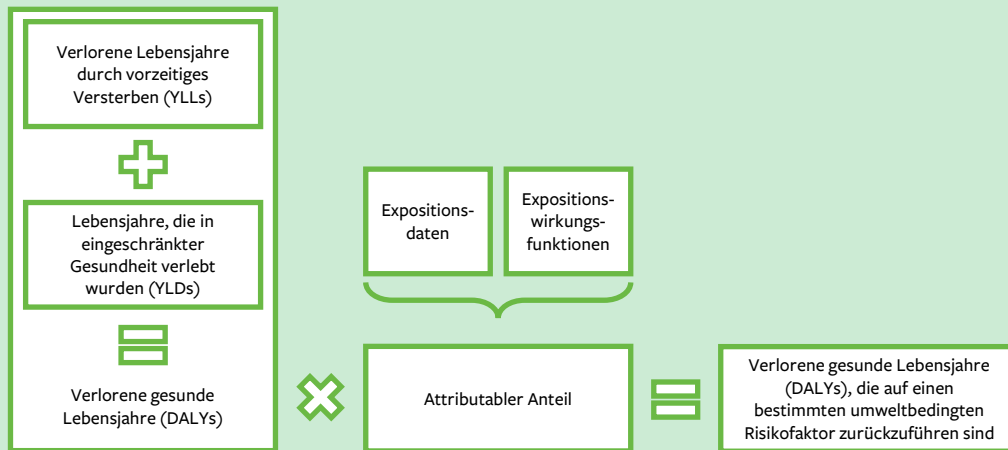 Verlorene Lebensjahre
durch vorzeitiges
Versterben (YLLs)
Lebensjahre, die in
eingeschränkter
Gesundheit verlebt
wurden (YLDs)
Verlorene gesunde
Lebensjahre (DALYs)
Expositions-
daten
Expositions-
wirkungs-
funktionen
Attributabler Anteil
Verlorene gesunde Lebensjahre
(DALYs), die auf einen
bestimmten umweltbedingten
Risikofaktor zurückzuführen sind